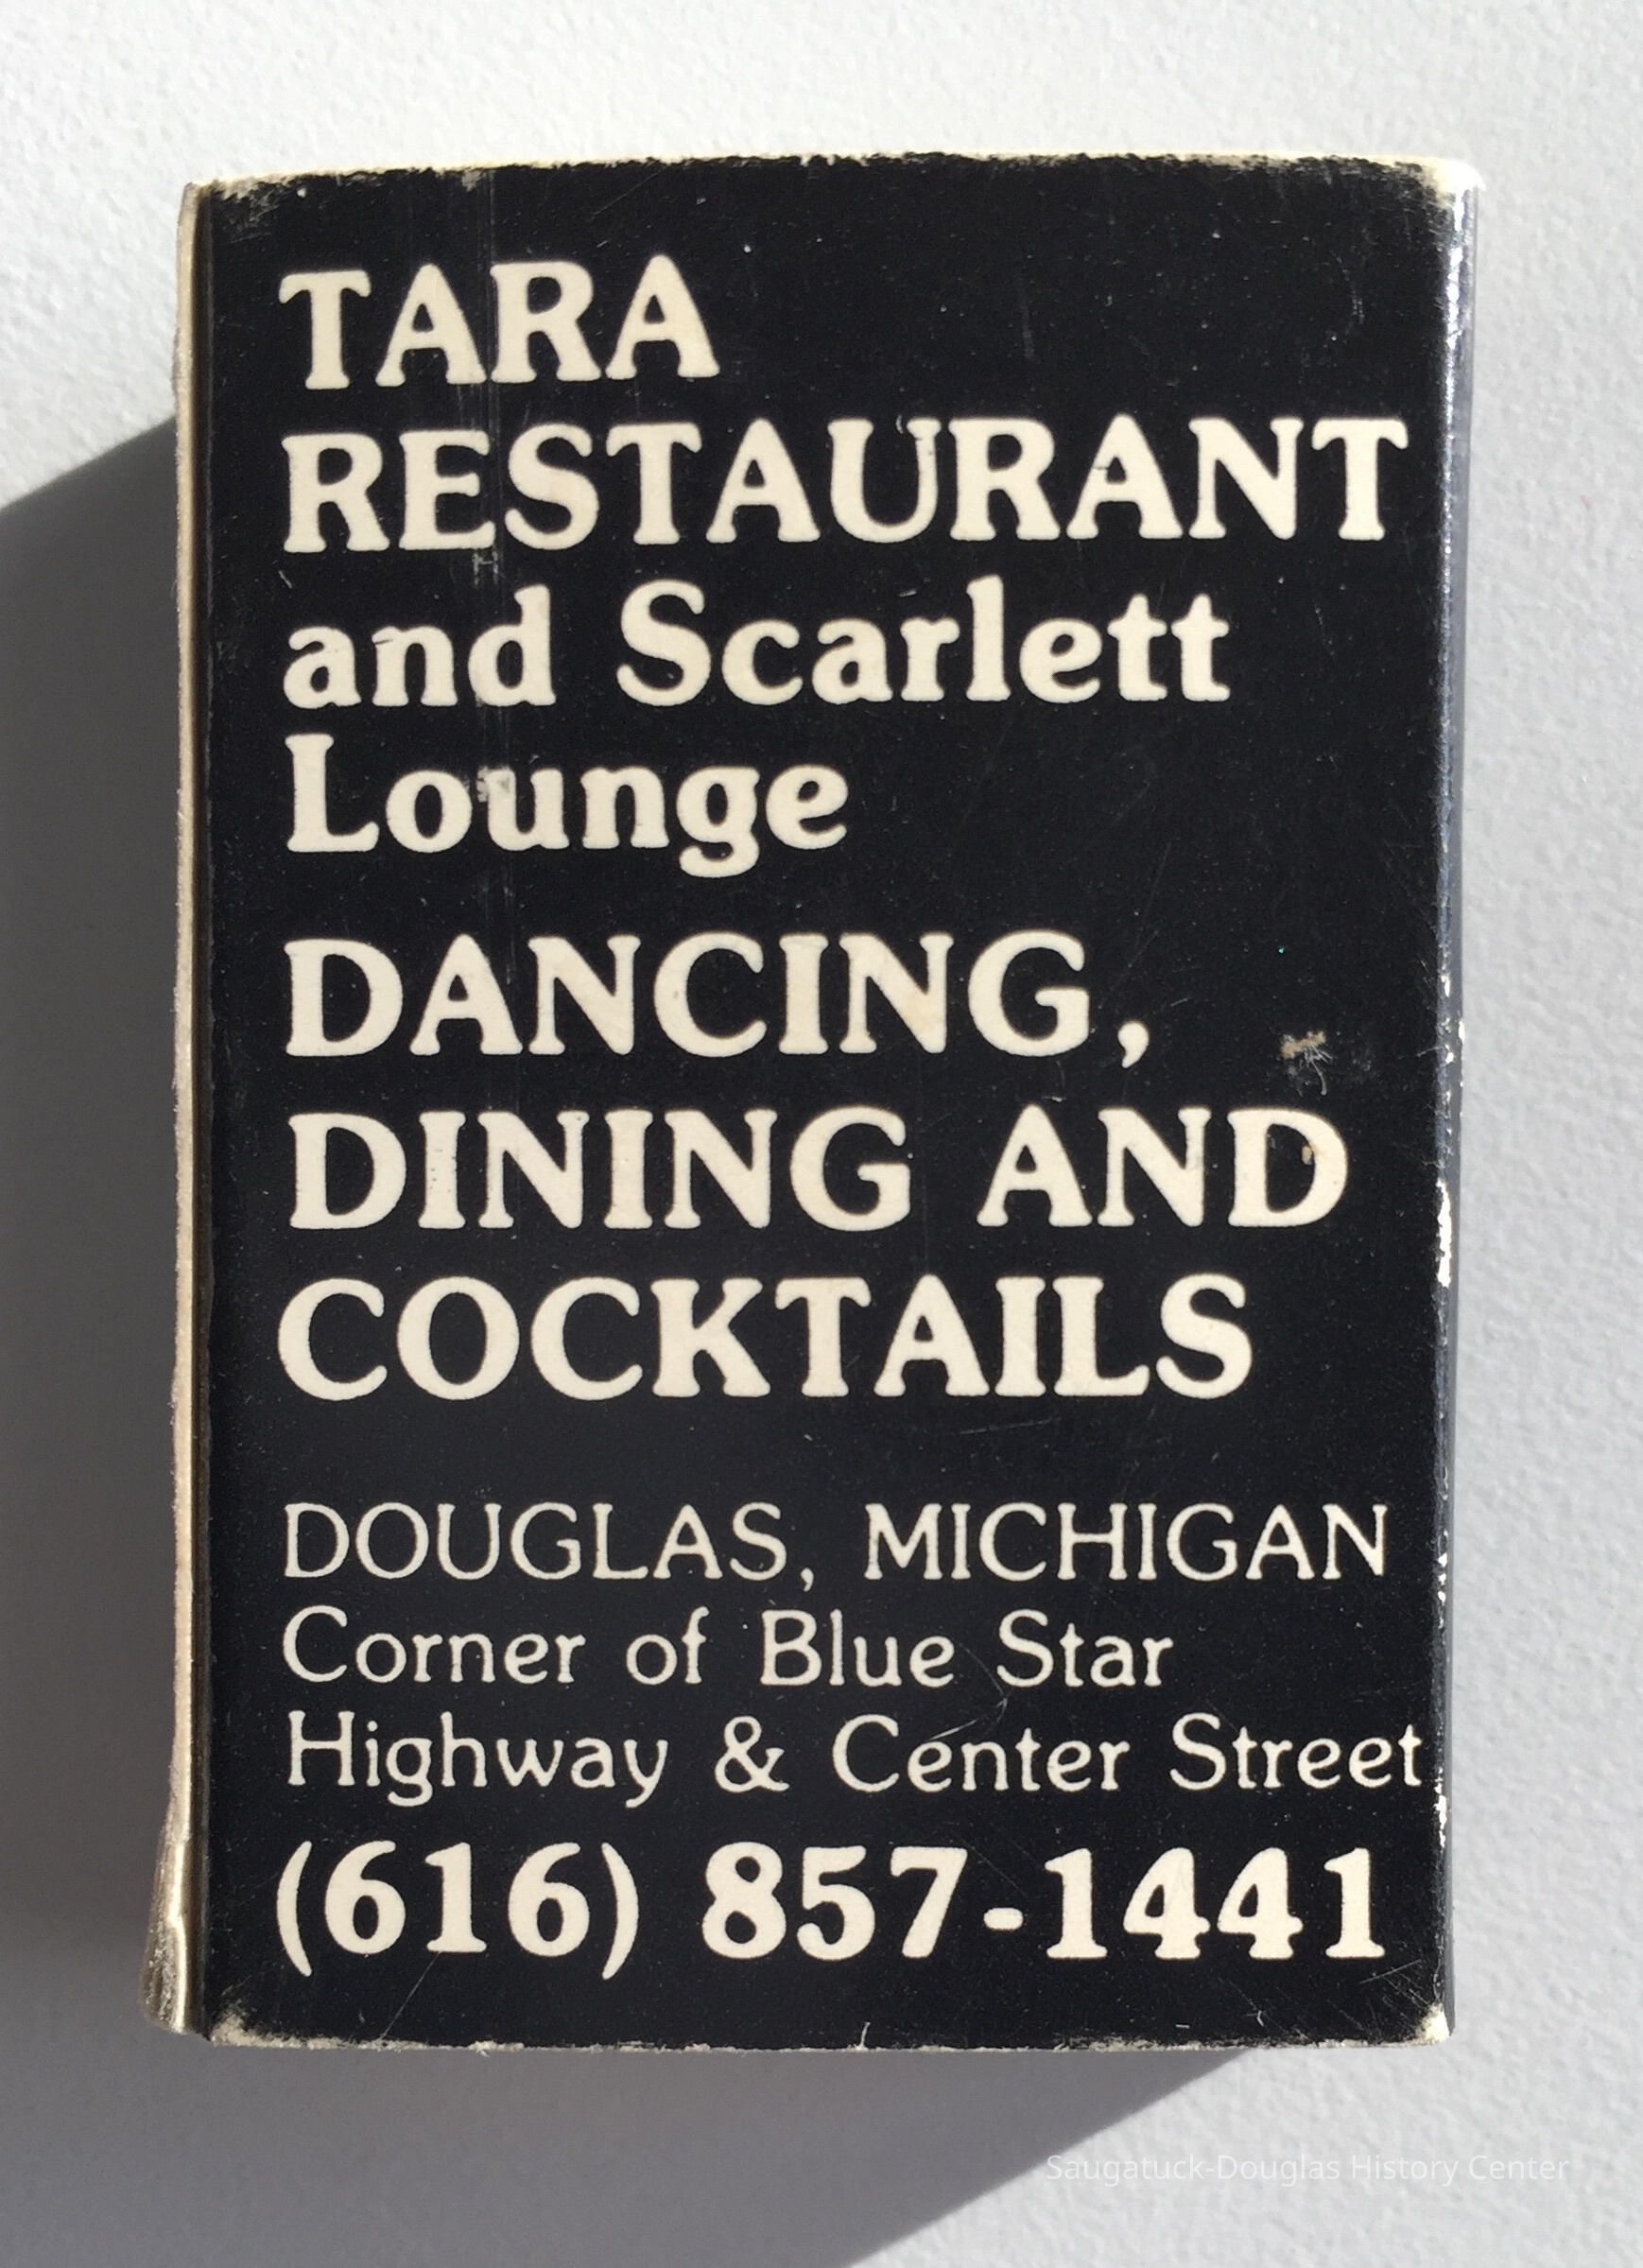 TARA
RESTAURANT
and Scarlett
Lounge
DANCING,
DINING AND
COCKTAILS
DOUGLAS, MICHIGAN
Corner of Blue Star
Highway & Center Street
(616) 857-1441
Saugatuck-Douglas History Center